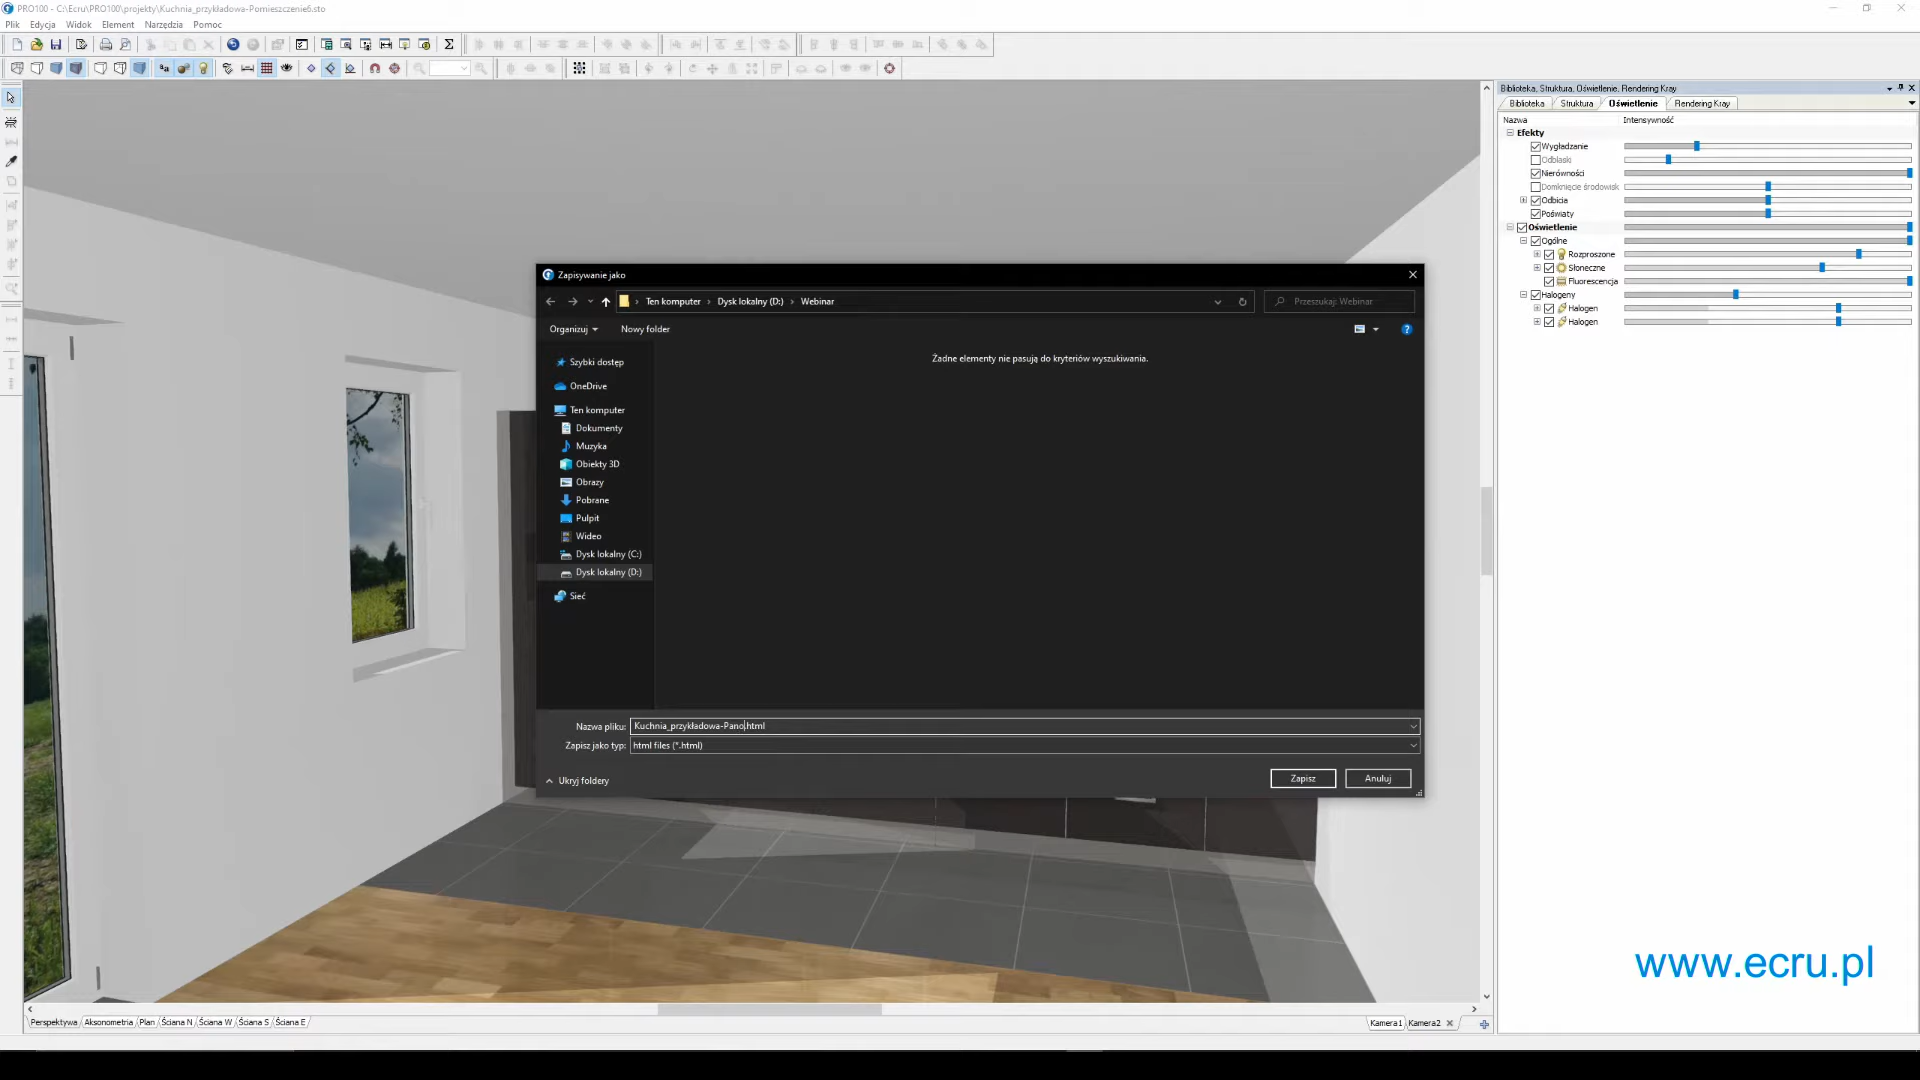 PRO100 - C:\Ecru\PRO100\projekty\Kuchnia_przykładowa-Pomieszczenie6.sto
Plik Edycja Widok Element Narzędzia Pomoc
Biblioteka, Struktura, Oświetlenie, Rendering Kray
Biblioteka Struktura Oświetlenie Rendering Kray
Nazwa Intensywność
Efekty
Wygładzanie
Odblaski
Nierówności
Domknięcie środowisk
Odbicia
Poświaty
Oświetlenie
Ogólne
Rozproszone
Słoneczne
Fluorescencja
Halogeny
Halogen
Halogen
Zapisywanie jako
Ten komputer > Dysk lokalny (D:) > Webinar
Przeszukaj: Webinar
Organizuj Nowy folder
Żadne elementy nie pasują do kryteriów wyszukiwania.
Szybki dostęp
OneDrive
Ten komputer
Dokumenty
Muzyka
Obiekty 3D
Obrazy
Pobrane
Pulpit
Wideo
Dysk lokalny (C:)
Dysk lokalny (D:)
Sieć
Nazwa pliku: Kuchnia_przykładowa-Pano.html
Zapisz jako typ: html files (*.html)
Ukryj foldery
Zapisz Anuluj
www.ecru.pl
Perspektywa Aksonometria Plan Ściana N Ściana W Ściana S Ściana E
Kamera1 Kamera2